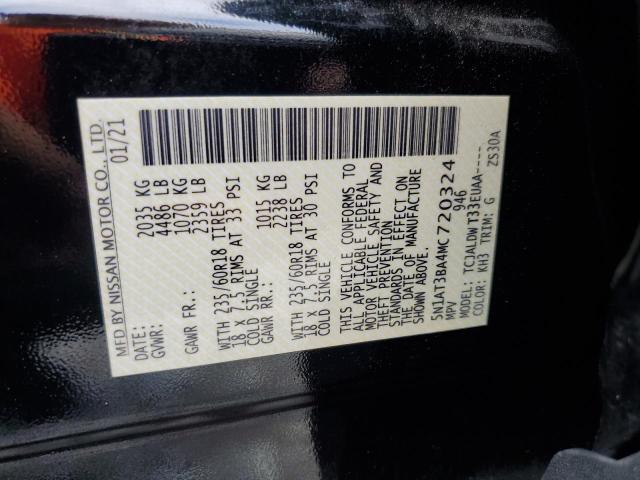 MFD BY NISSAN MOTOR CO., LTD.
DATE: 01/21
GVWR: 2035 KG
4486 LB
GAWR FR.: 1070 KG
2359 LB
WITH 235/60R18 TIRES
18 X 7.5 RIMS AT 33 PSI
COLD SINGLE
GAWR RR.: 1015 KG
2238 LB
WITH 235/60R18 TIRES
18 X 7.5 RIMS AT 30 PSI
COLD SINGLE
THIS VEHICLE CONFORMS TO
ALL APPLICABLE FEDERAL
MOTOR VEHICLE SAFETY AND
THEFT PREVENTION
STANDARDS IN EFFECT ON
THE DATE OF MANUFACTURE
SHOWN ABOVE.
5N1AT3BA4MC720324
MPV 946
MODEL: TCJALDWT33EUAA-----
COLOR: KH3 TRIM: G ZS30A